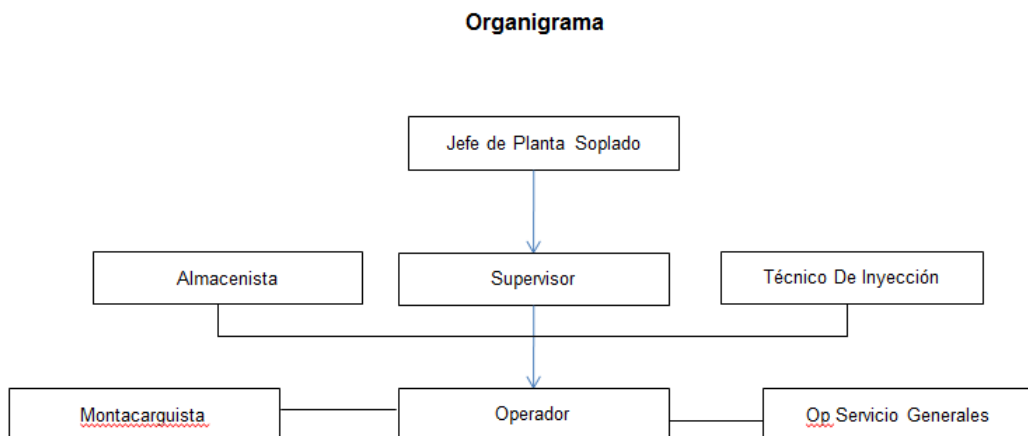 Organigrama
Jefe de Planta Soplado
Almacenista
Supervisor
Técnico De Inyección
Montacarguista
Operador
Op Servicio Generales